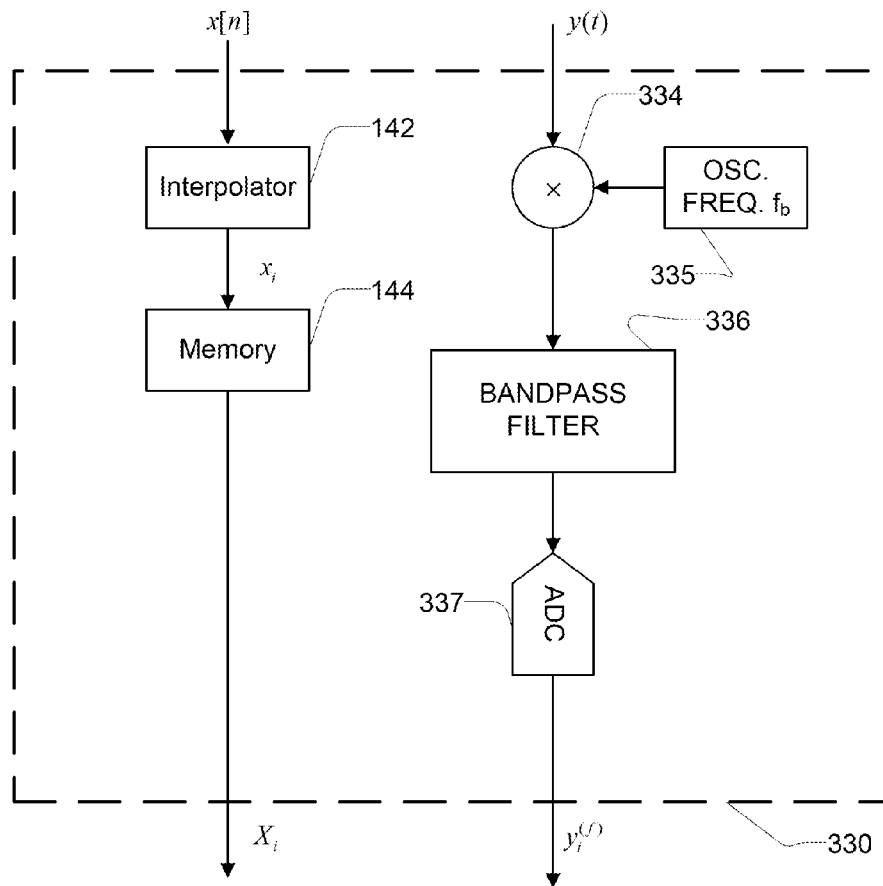 x[n]
y(t)
334
142
Interpolator
×
OSC.
FREQ. f_b
335
x_i
144
Memory
336
BANDPASS
FILTER
337
ADC
X_i
y_i^(f)
330